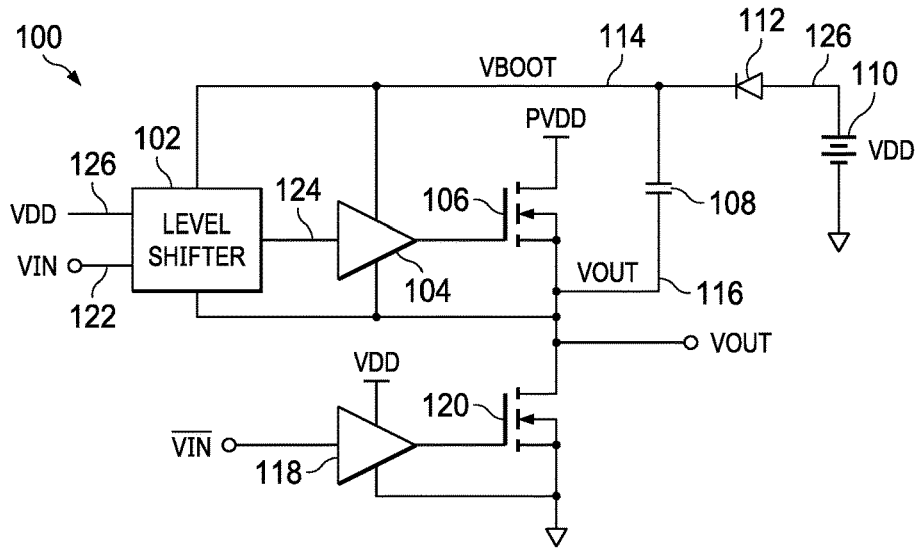 100
VBOOT
114
112
126
110
VDD
PVDD
102
126
VDD
LEVEL
SHIFTER
124
106
108
VIN
122
104
VOUT
116
VOUT
VDD
120
V̅I̅N̅
118